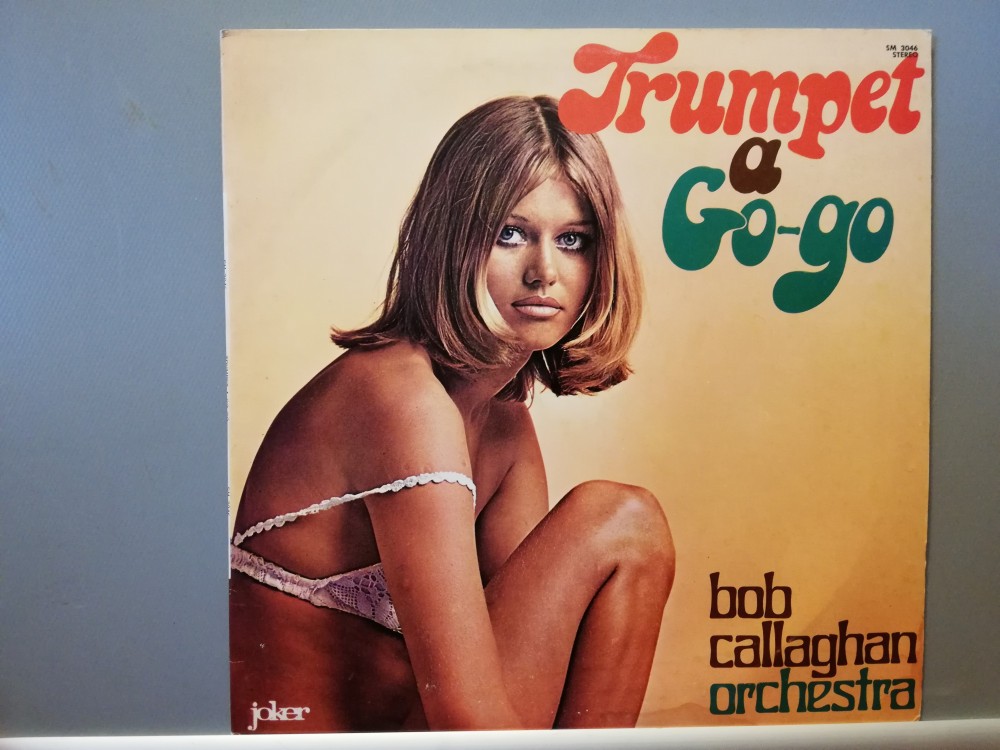 SM 3046
STEREO
Trumpet
a
Go-go
bob
callaghan
orchestra
joker